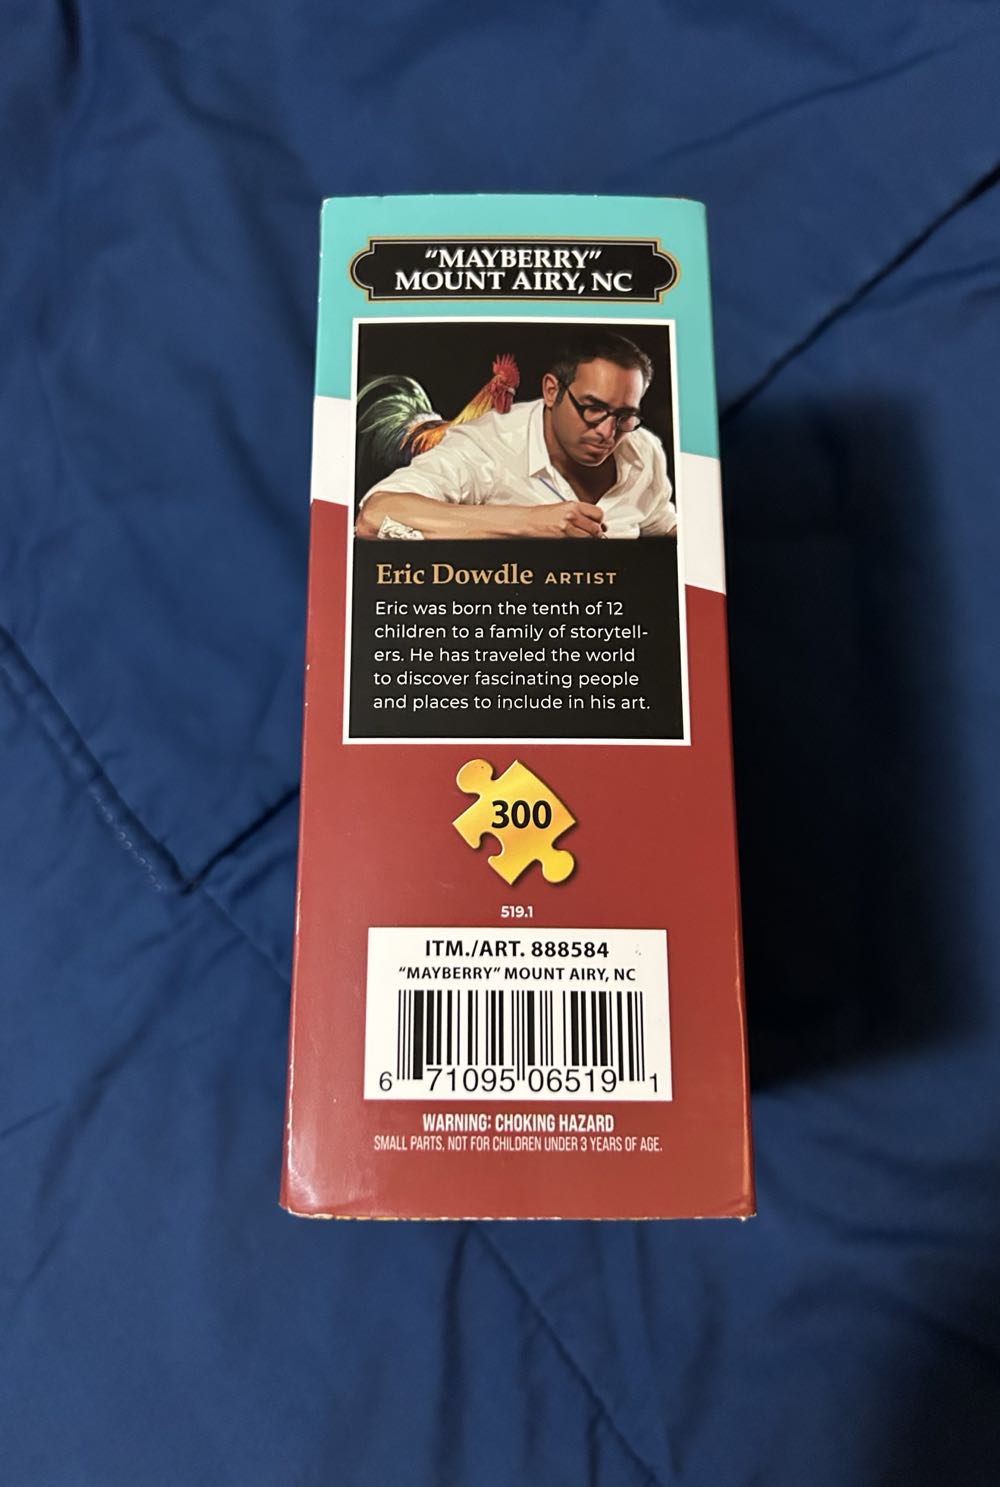 "MAYBERRY"
MOUNT AIRY, NC
Eric Dowdle ARTIST
Eric was born the tenth of 12
children to a family of storytell-
ers. He has traveled the world
to discover fascinating people
and places to include in his art.
300
519.1
ITM./ART. 888584
"MAYBERRY" MOUNT AIRY, NC
6 71095 06519 1
WARNING: CHOKING HAZARD
SMALL PARTS, NOT FOR CHILDREN UNDER 3 YEARS OF AGE.